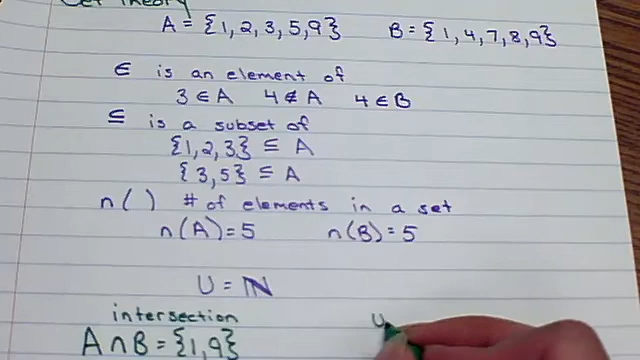 Set Theory
A = {1, 2, 3, 5, 9} B = {1, 4, 7, 8, 9}
∈ is an element of
3 ∈ A 4 ∉ A 4 ∈ B
⊆ is a subset of
{1, 2, 3} ⊆ A
{3, 5} ⊆ A
n( ) # of elements in a set
n(A) = 5 n(B) = 5
U = ℕ
intersection u
A ∩ B = {1, 9}